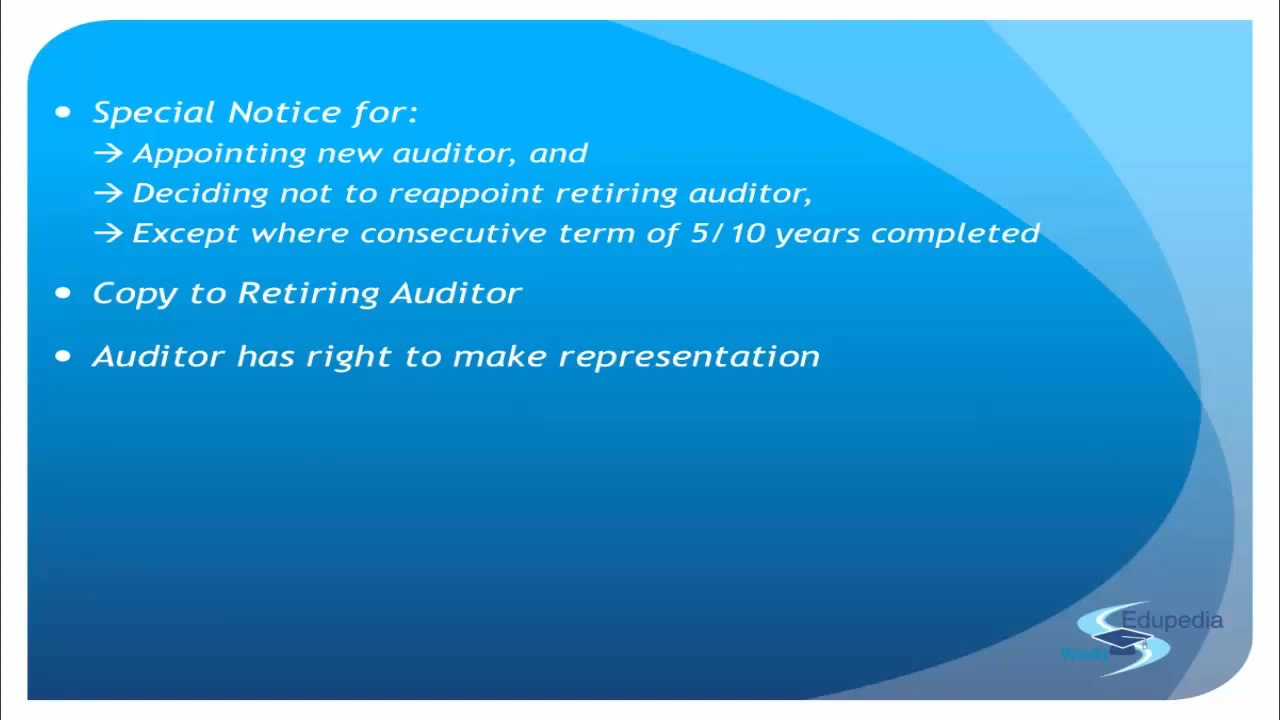 • Special Notice for:
→ Appointing new auditor, and
→ Deciding not to reappoint retiring auditor,
→ Except where consecutive term of 5/10 years completed
• Copy to Retiring Auditor
• Auditor has right to make representation
Edupedia
World